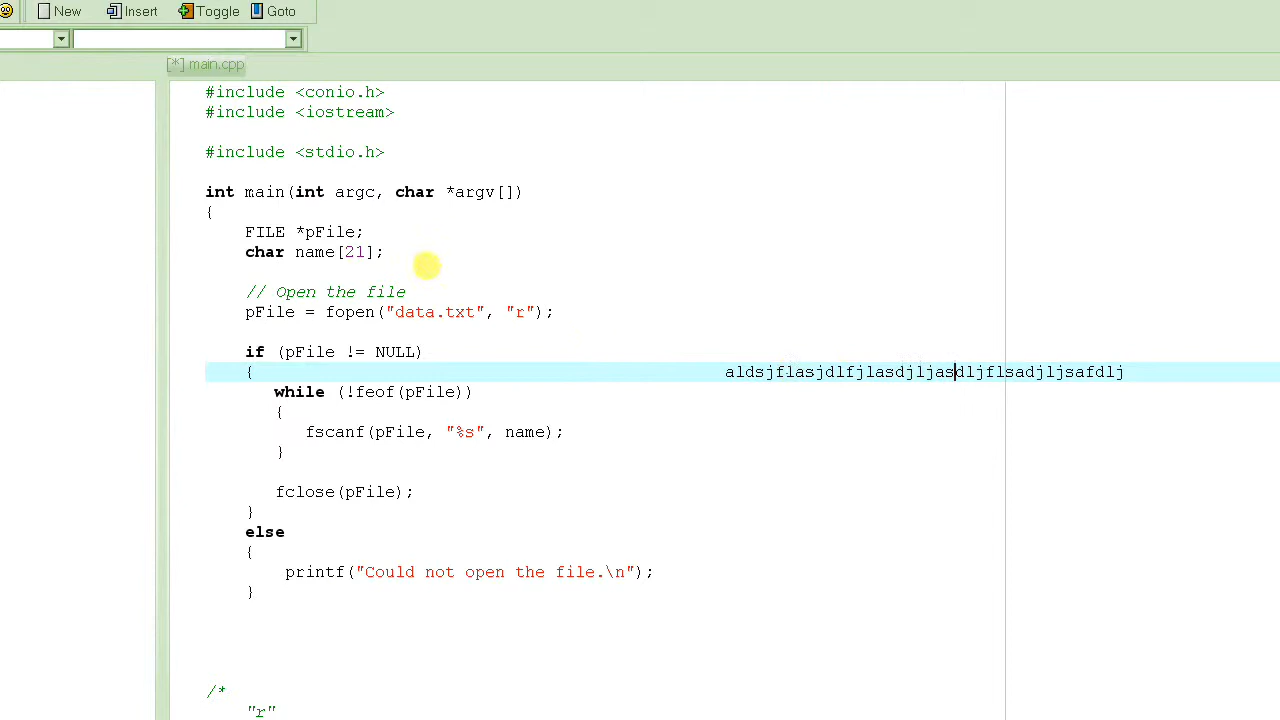 New Insert Toggle Goto
[*] main.cpp
#include <conio.h>
#include <iostream>
#include <stdio.h>
int main(int argc, char *argv[])
{
FILE *pFile;
char name[21];
// Open the file
pFile = fopen("data.txt", "r");
if (pFile != NULL)
{ aldsjflasjdlfjlasdjljasdljflsadjljsafdlj
while (!feof(pFile))
{
fscanf(pFile, "%s", name);
}
fclose(pFile);
}
else
{
printf("Could not open the file.\n");
}
/*
"r"